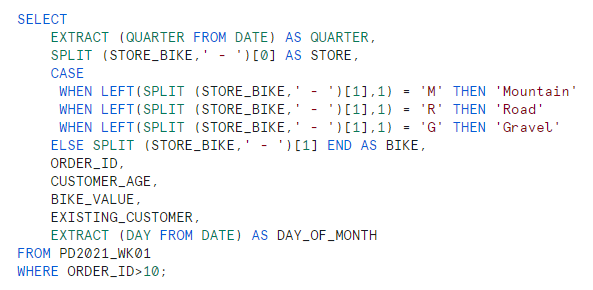 SELECT
EXTRACT (QUARTER FROM DATE) AS QUARTER,
SPLIT (STORE_BIKE,' - ')[0] AS STORE,
CASE
WHEN LEFT(SPLIT (STORE_BIKE,' - ')[1],1) = 'M' THEN 'Mountain'
WHEN LEFT(SPLIT (STORE_BIKE,' - ')[1],1) = 'R' THEN 'Road'
WHEN LEFT(SPLIT (STORE_BIKE,' - ')[1],1) = 'G' THEN 'Gravel'
ELSE SPLIT (STORE_BIKE,' - ')[1] END AS BIKE,
ORDER_ID,
CUSTOMER_AGE,
BIKE_VALUE,
EXISTING_CUSTOMER,
EXTRACT (DAY FROM DATE) AS DAY_OF_MONTH
FROM PD2021_WK01
WHERE ORDER_ID>10;